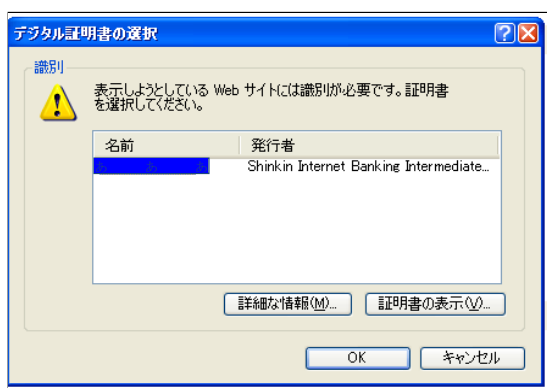 デジタル証明書の選択
識別
表示しようとしている Web サイトには識別が必要です。証明書
を選択してください。
名前 発行者
Shinkin Internet Banking Intermediate...
詳細な情報(M)... 証明書の表示(V)...
OK キャンセル